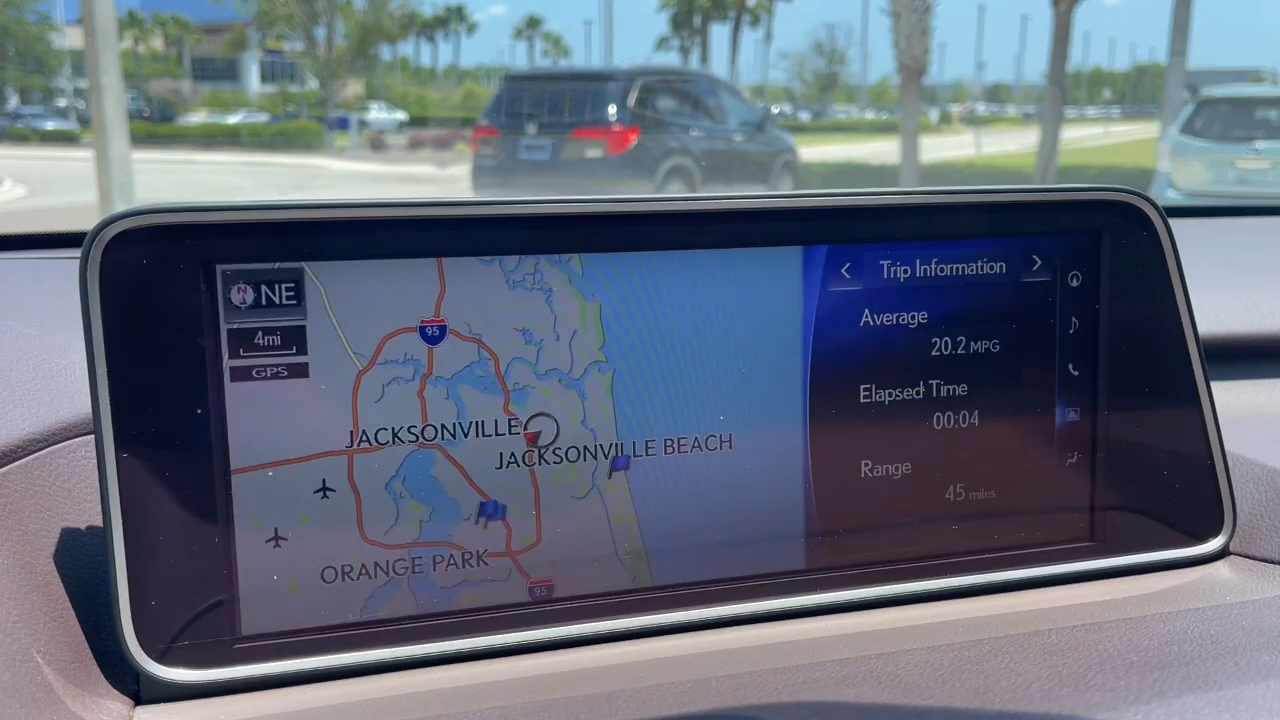 N NE
4mi
GPS
95
JACKSONVILLE
JACKSONVILLE BEACH
ORANGE PARK
95
Trip Information
Average
20.2 MPG
Elapsed Time
00:04
Range
45 miles